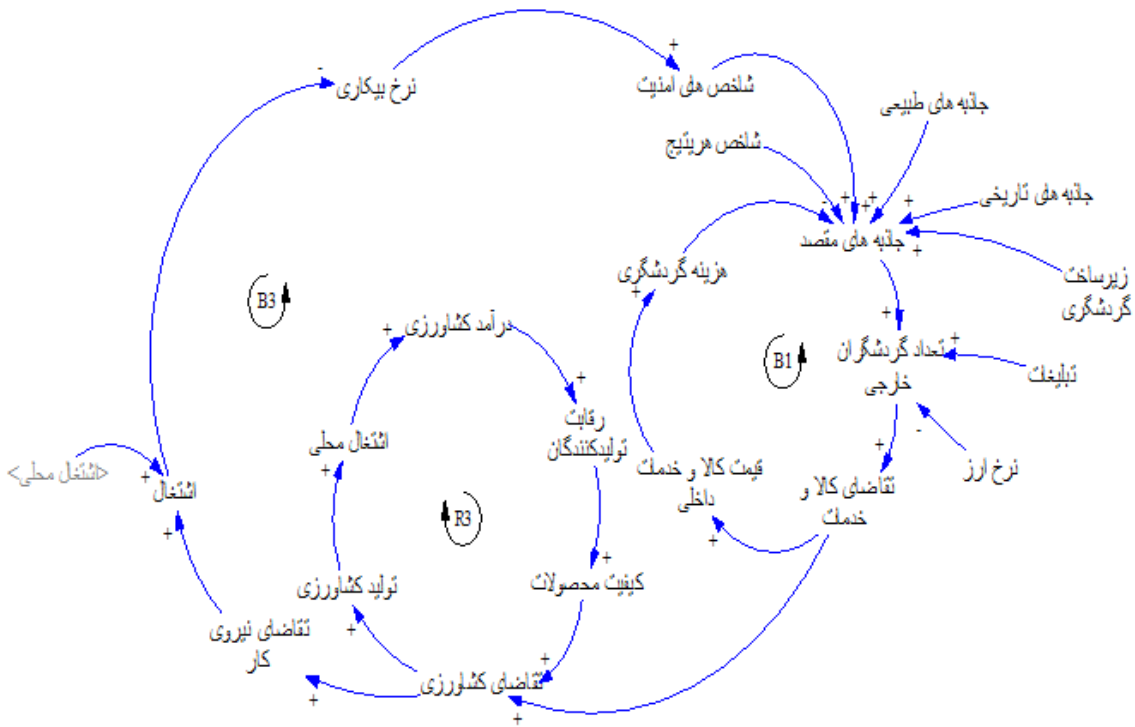 نرخ بیکاری
شاخص های امنیت
جاذبه های طبیعی
شاخص هریتیج
جاذبه های تاریخی
جاذبه های مقصد
هزینه گردشگری
زیرساخت
گردشگری
B3
درآمد کشاورزی
B1
تعداد گردشگران
خارجی
تبلیغات
رقابت
تولیدکنندگان
اشتغال محلی
قیمت کالا و خدمات
داخلی
نرخ ارز
<اشتغال محلی>
اشتغال
تقاضای کالا و
خدمات
R3
تولید کشاورزی
کیفیت محصولات
تقاضای نیروی
کار
تقاضای کشاورزی